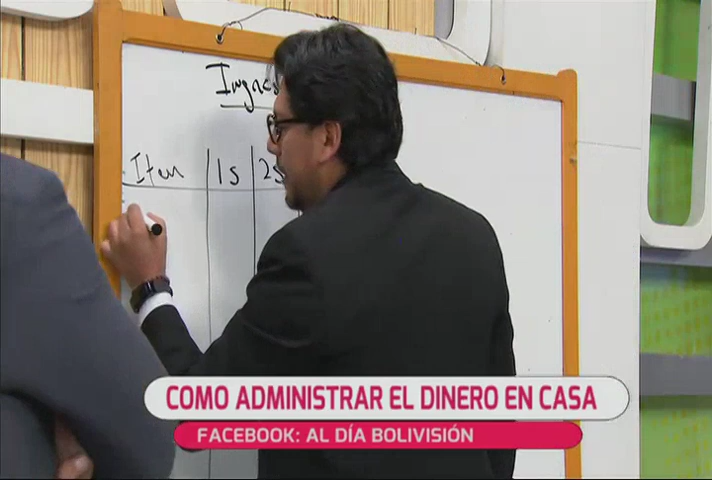 Item 1s 2s
COMO ADMINISTRAR EL DINERO EN CASA
FACEBOOK: AL DÍA BOLIVISIÓN